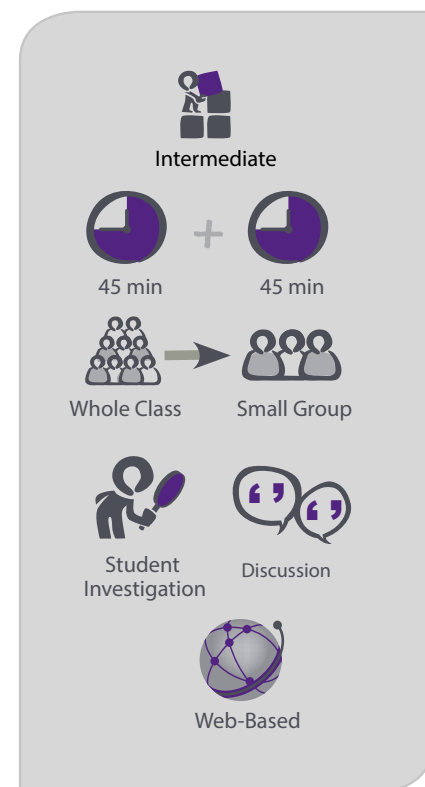 Intermediate
45 min + 45 min
Whole Class Small Group
Student
Investigation
Discussion
Web-Based